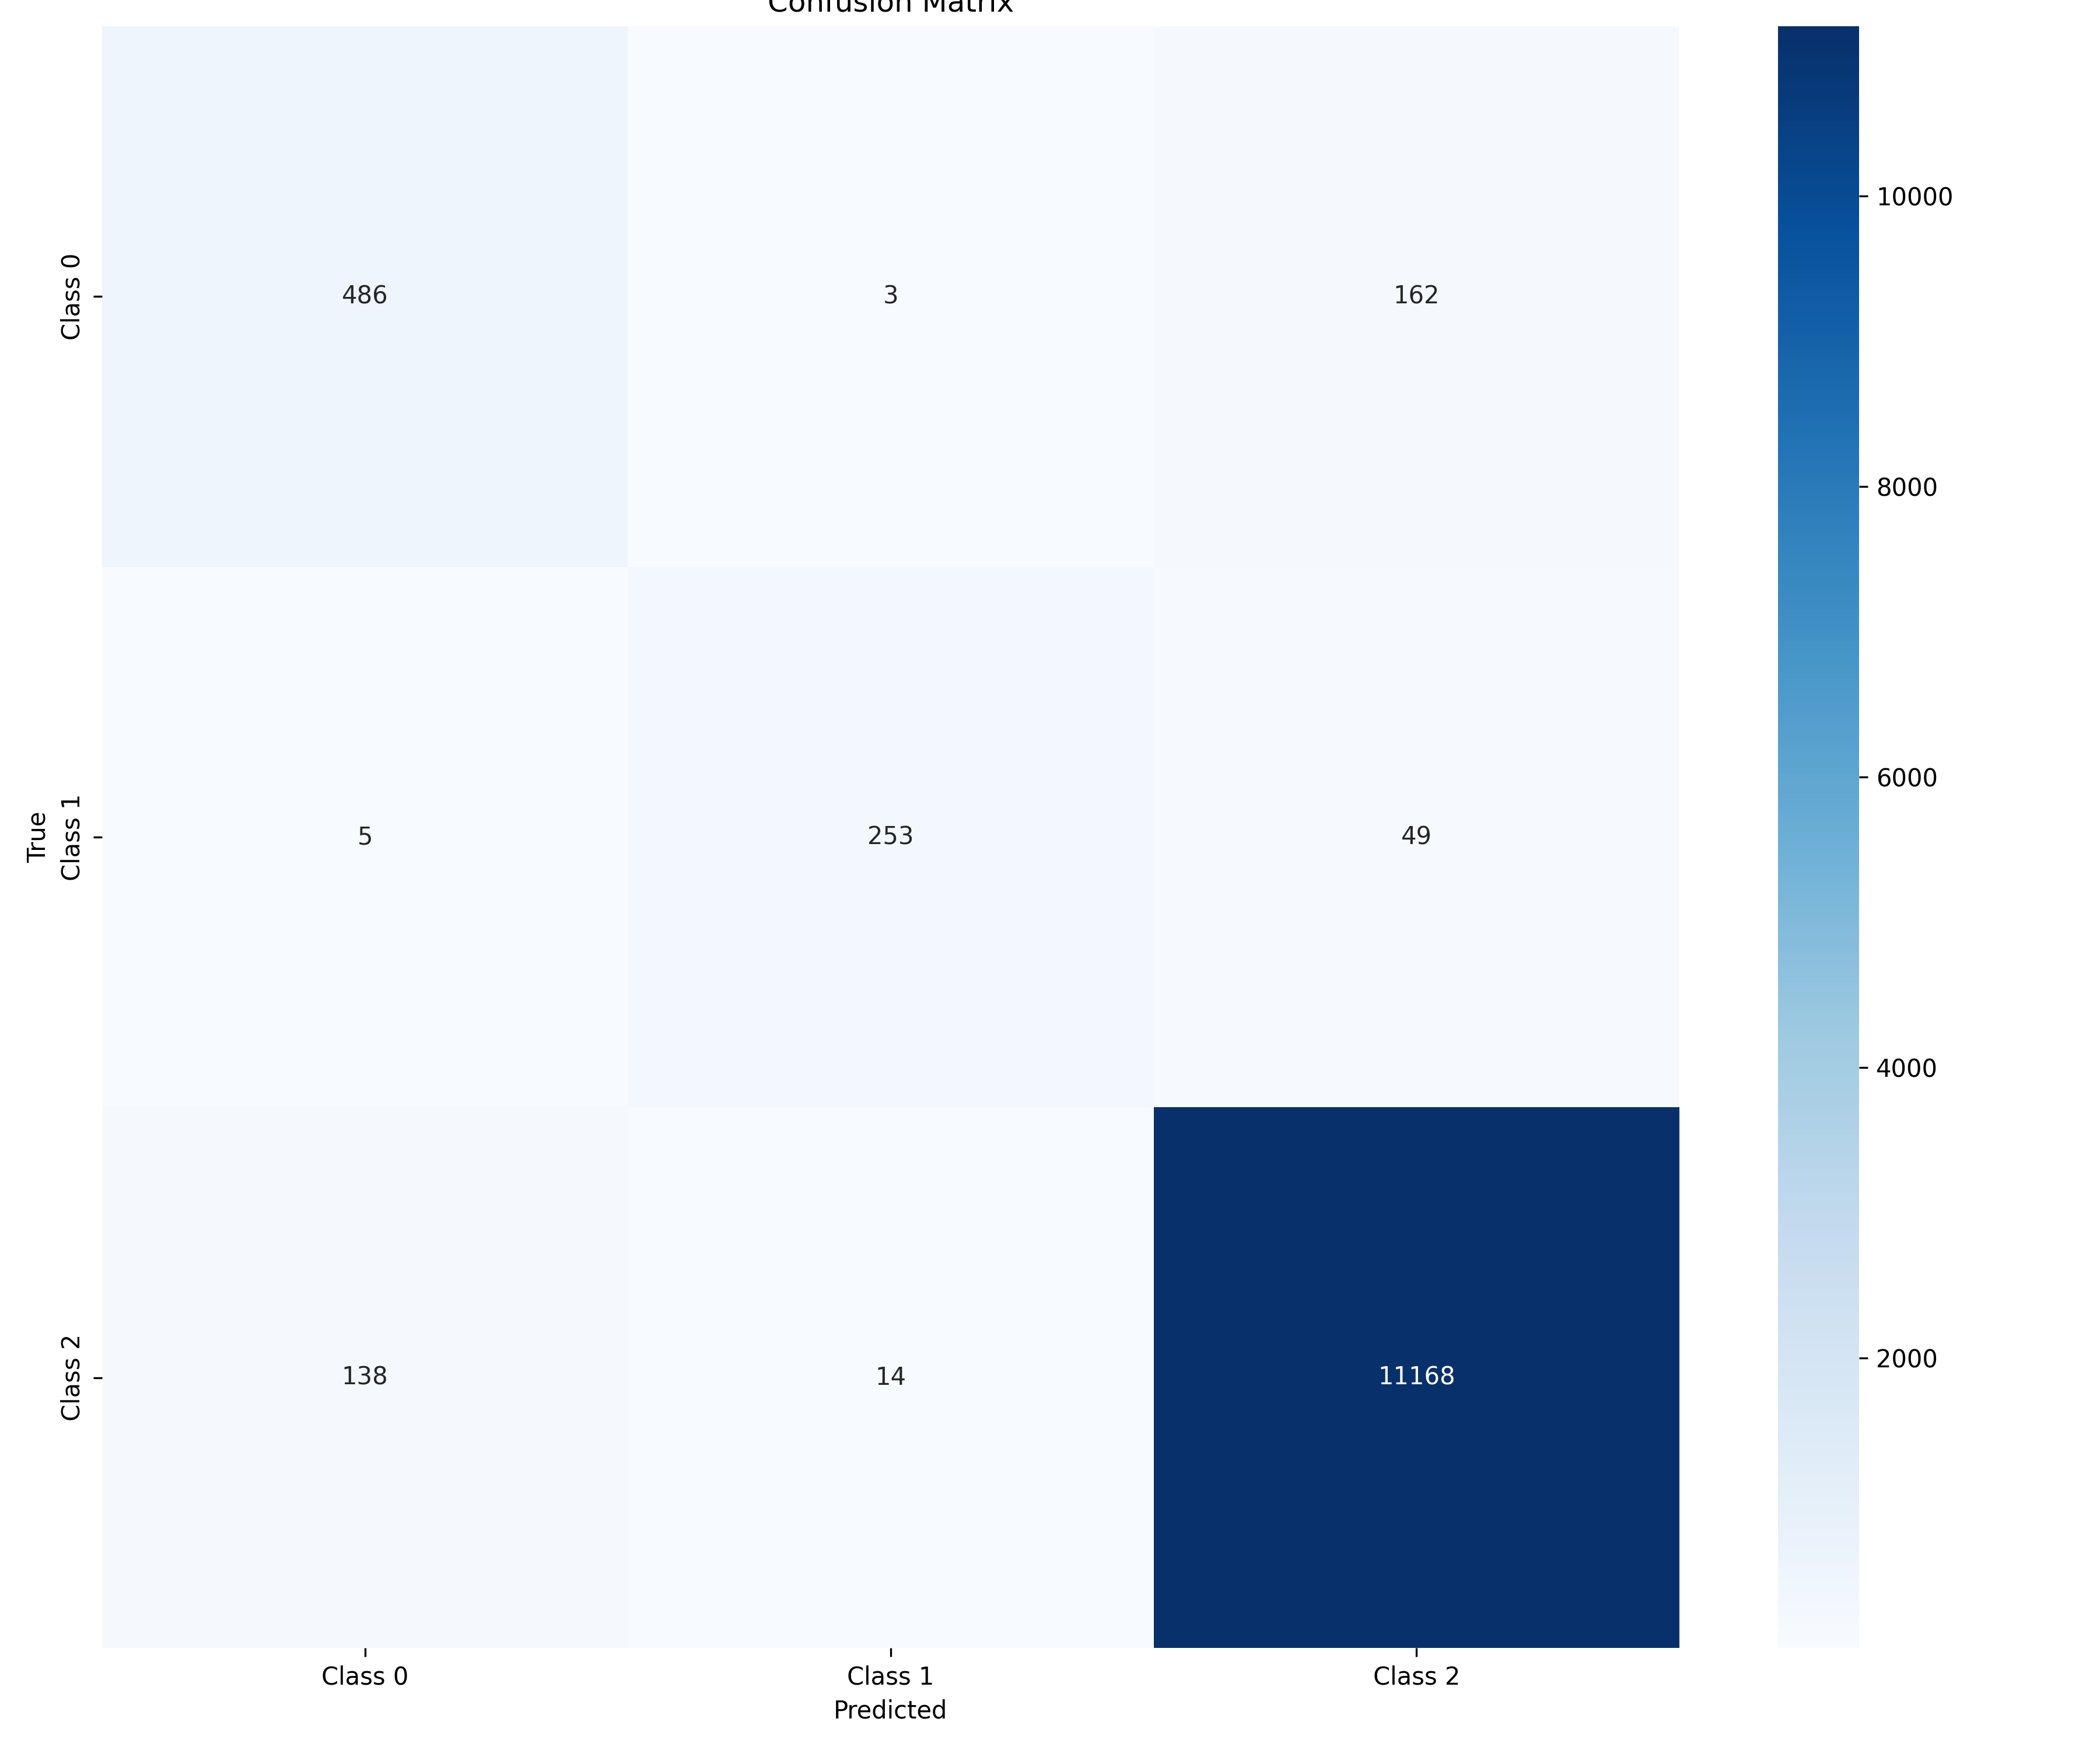 Confusion Matrix
10000
Class 0
486
3
162
8000
6000
True
Class 1
5
253
49
4000
2000
Class 2
138
14
11168
Class 0
Class 1
Class 2
Predicted